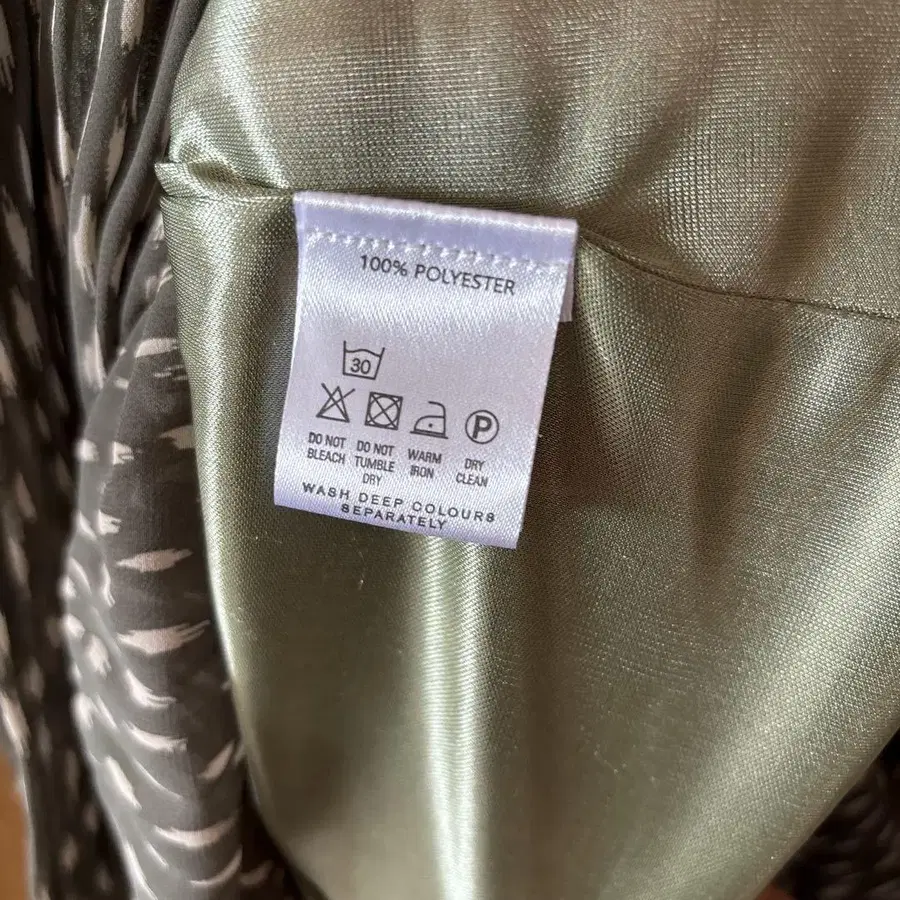 100% POLYESTER
30
P
DO NOT BLEACH
DO NOT TUMBLE DRY
WARM IRON
DRY CLEAN
WASH DEEP COLOURS
SEPARATELY